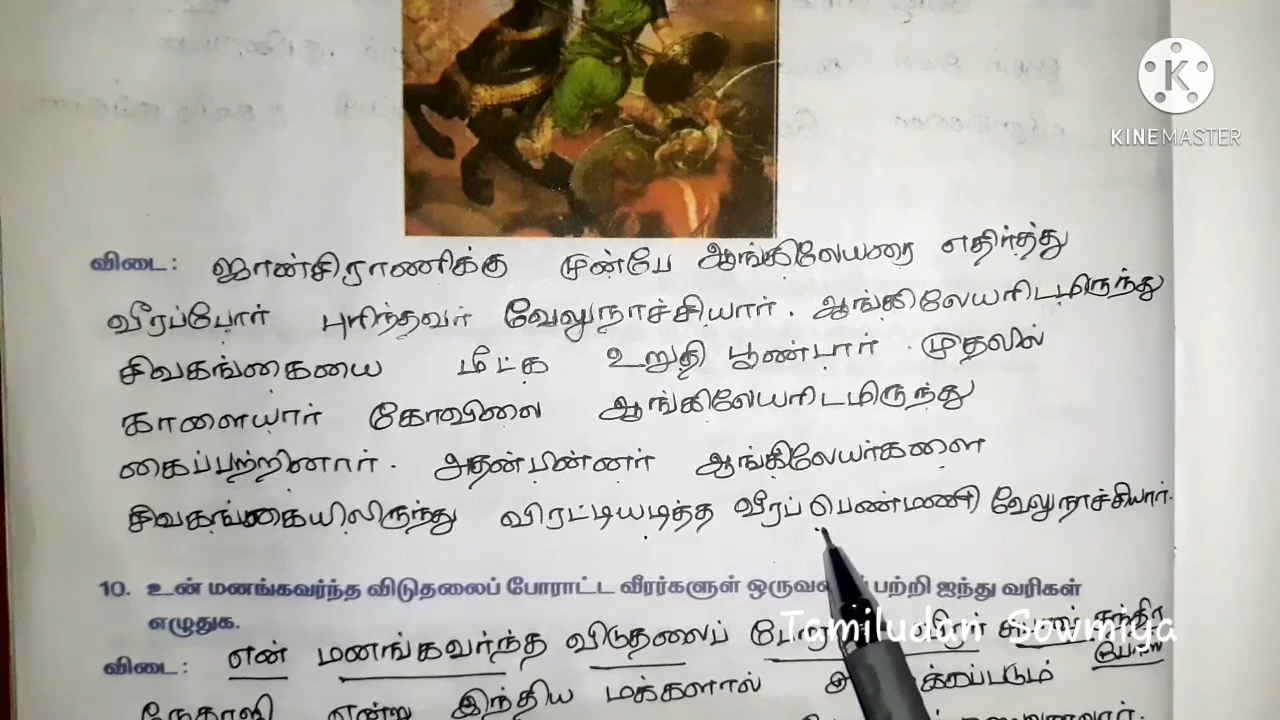 KINEMASTER
விடை: ஜான்சிராணிக்கு முன்பே ஆங்கிலேயரை எதிர்த்து
வீரப்போர் புரிந்தவர் வேலுநாச்சியார். ஆங்கிலேயரிடமிருந்து
சிவகங்கையை மீட்க உறுதி பூண்டார். முதலில்
காளையார் கோவிலை ஆங்கிலேயரிடமிருந்து
கைப்பற்றினார். அதன்பின்னர் ஆங்கிலேயர்களை
சிவகங்கையிலிருந்து விரட்டியடித்த வீரப் பெண்மணி வேலுநாச்சியார்.
10. உன் மனங்கவர்ந்த விடுதலைப் போராட்ட வீரர்களுள் ஒருவரைப் பற்றி ஐந்து வரிகள்
எழுதுக.
Tamiludan Sowmiya
விடை: என் மனங்கவர்ந்த விடுதலைப் சந்திர
போஸ்
நேதாஜி என்று இந்திய மக்களால்